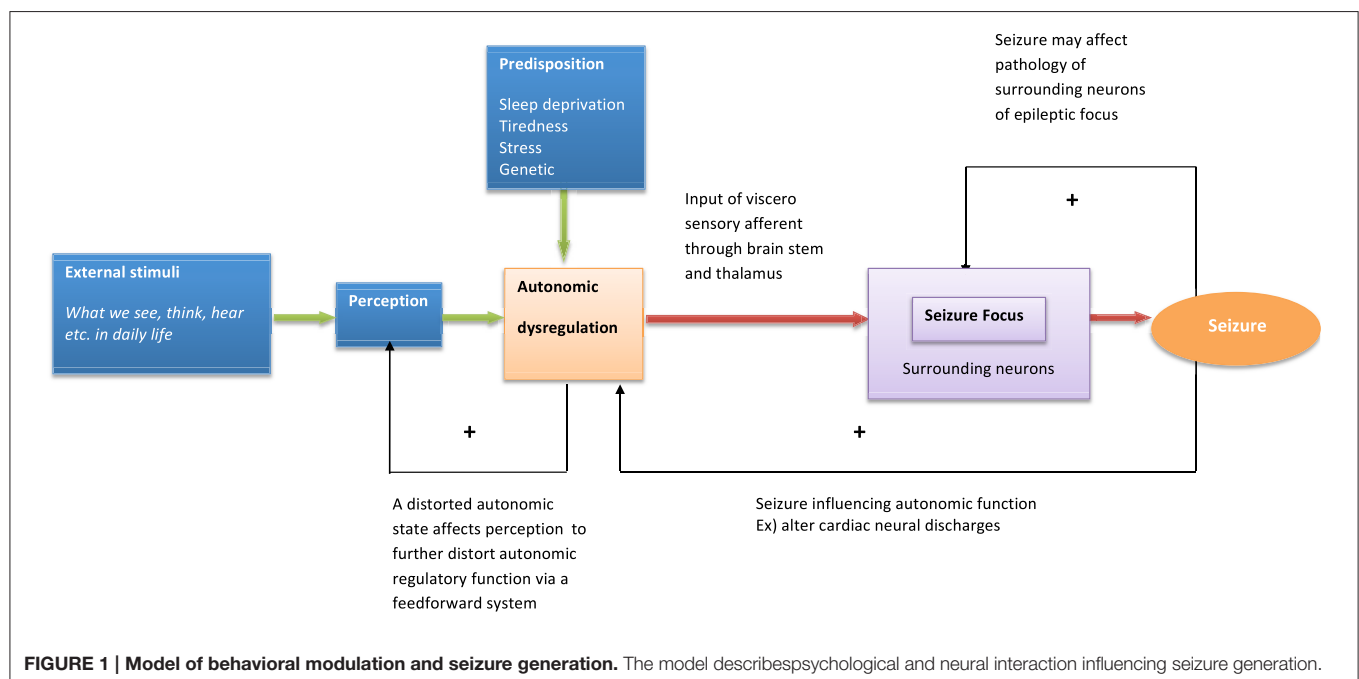 Predisposition
Sleep deprivation
Tiredness
Stress
Genetic
Seizure may affect
pathology of
surrounding neurons
of epileptic focus
+
Input of viscero
sensory afferent
through brain stem
and thalamus
External stimuli
What we see, think, hear
etc. in daily life
Perception
Autonomic
dysregulation
Seizure Focus
Surrounding neurons
Seizure
+
+
A distorted autonomic
state affects perception to
further distort autonomic
regulatory function via a
feedforward system
Seizure influencing autonomic function
Ex) alter cardiac neural discharges
FIGURE 1 | Model of behavioral modulation and seizure generation. The model describespsychological and neural interaction influencing seizure generation.